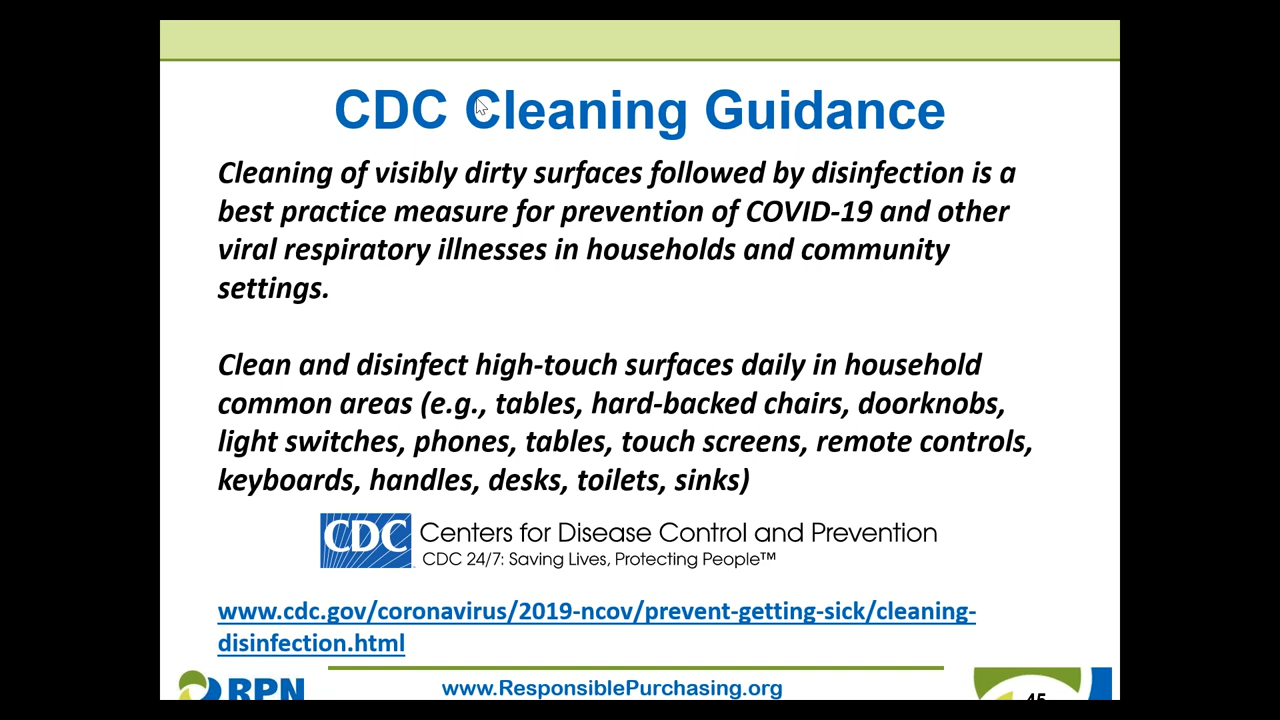 CDC Cleaning Guidance
Cleaning of visibly dirty surfaces followed by disinfection is a
best practice measure for prevention of COVID-19 and other
viral respiratory illnesses in households and community
settings.
Clean and disinfect high-touch surfaces daily in household
common areas (e.g., tables, hard-backed chairs, doorknobs,
light switches, phones, tables, touch screens, remote controls,
keyboards, handles, desks, toilets, sinks)
CDC Centers for Disease Control and Prevention
CDC 24/7: Saving Lives, Protecting People™
www.cdc.gov/coronavirus/2019-ncov/prevent-getting-sick/cleaning-
disinfection.html
RPN
www.ResponsiblePurchasing.org
45